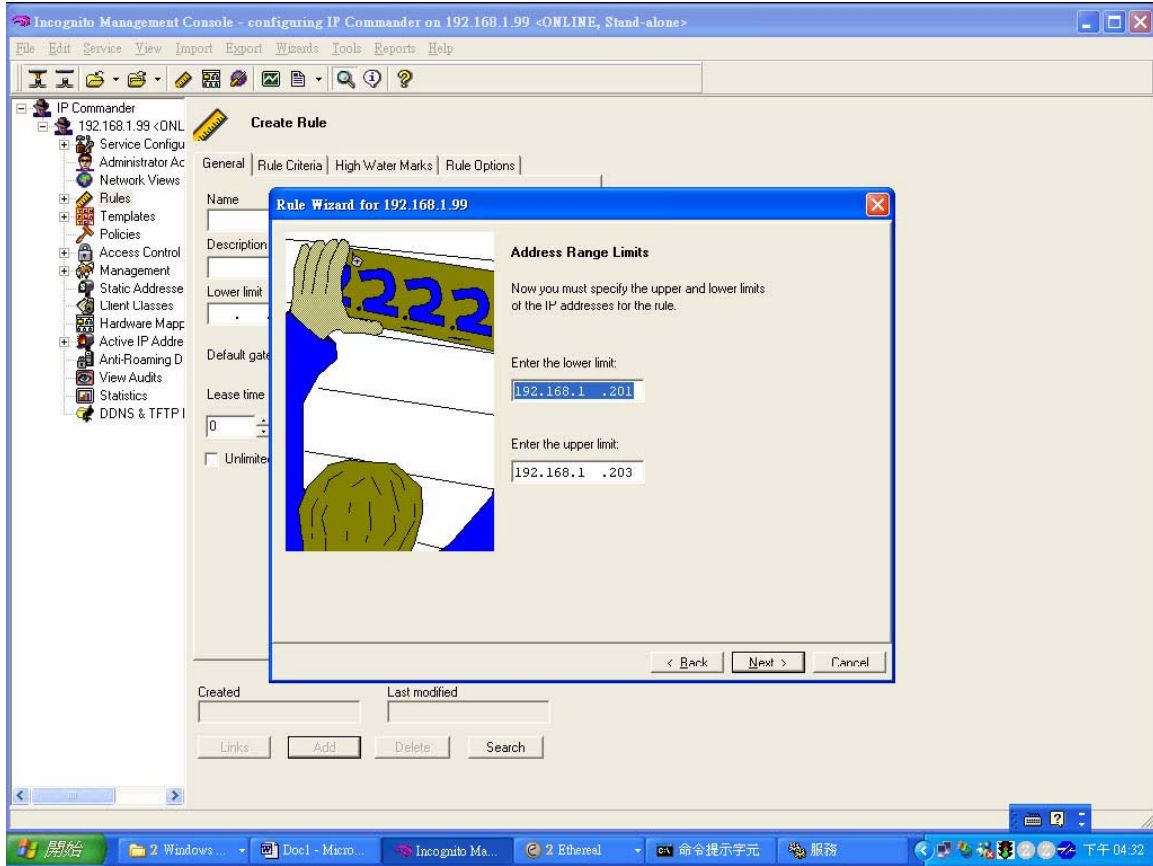 Incognito Management Console - configuring IP Commander on 192.168.1.99 <ONLINE, Stand-alone>
File Edit Service View Import Export Wizards Tools Reports Help
IP Commander
192.168.1.99 <ONL
Service Configu
Administrator Ac
Network Views
Rules
Templates
Policies
Access Control
Management
Static Addresse
Client Classes
Hardware Mapp
Active IP Addre
Anti-Roaming D
View Audits
Statistics
DDNS & TFTP I
Create Rule
General Rule Criteria High Water Marks Rule Options
Name
Description
Lower limit
. .
Default gate
Lease time
0
Unlimite
Rule Wizard for 192.168.1.99
2.2.2.2
Address Range Limits
Now you must specify the upper and lower limits
of the IP addresses for the rule.
Enter the lower limit:
192.168.1 .201
Enter the upper limit:
192.168.1 .203
< Back Next > Cancel
Created Last modified
Links Add Delete Search
開始 2 Windows ... Doc1 - Micro... Incognito Ma... 2 Ethereal 命令提示字元 服務 下午 04:32